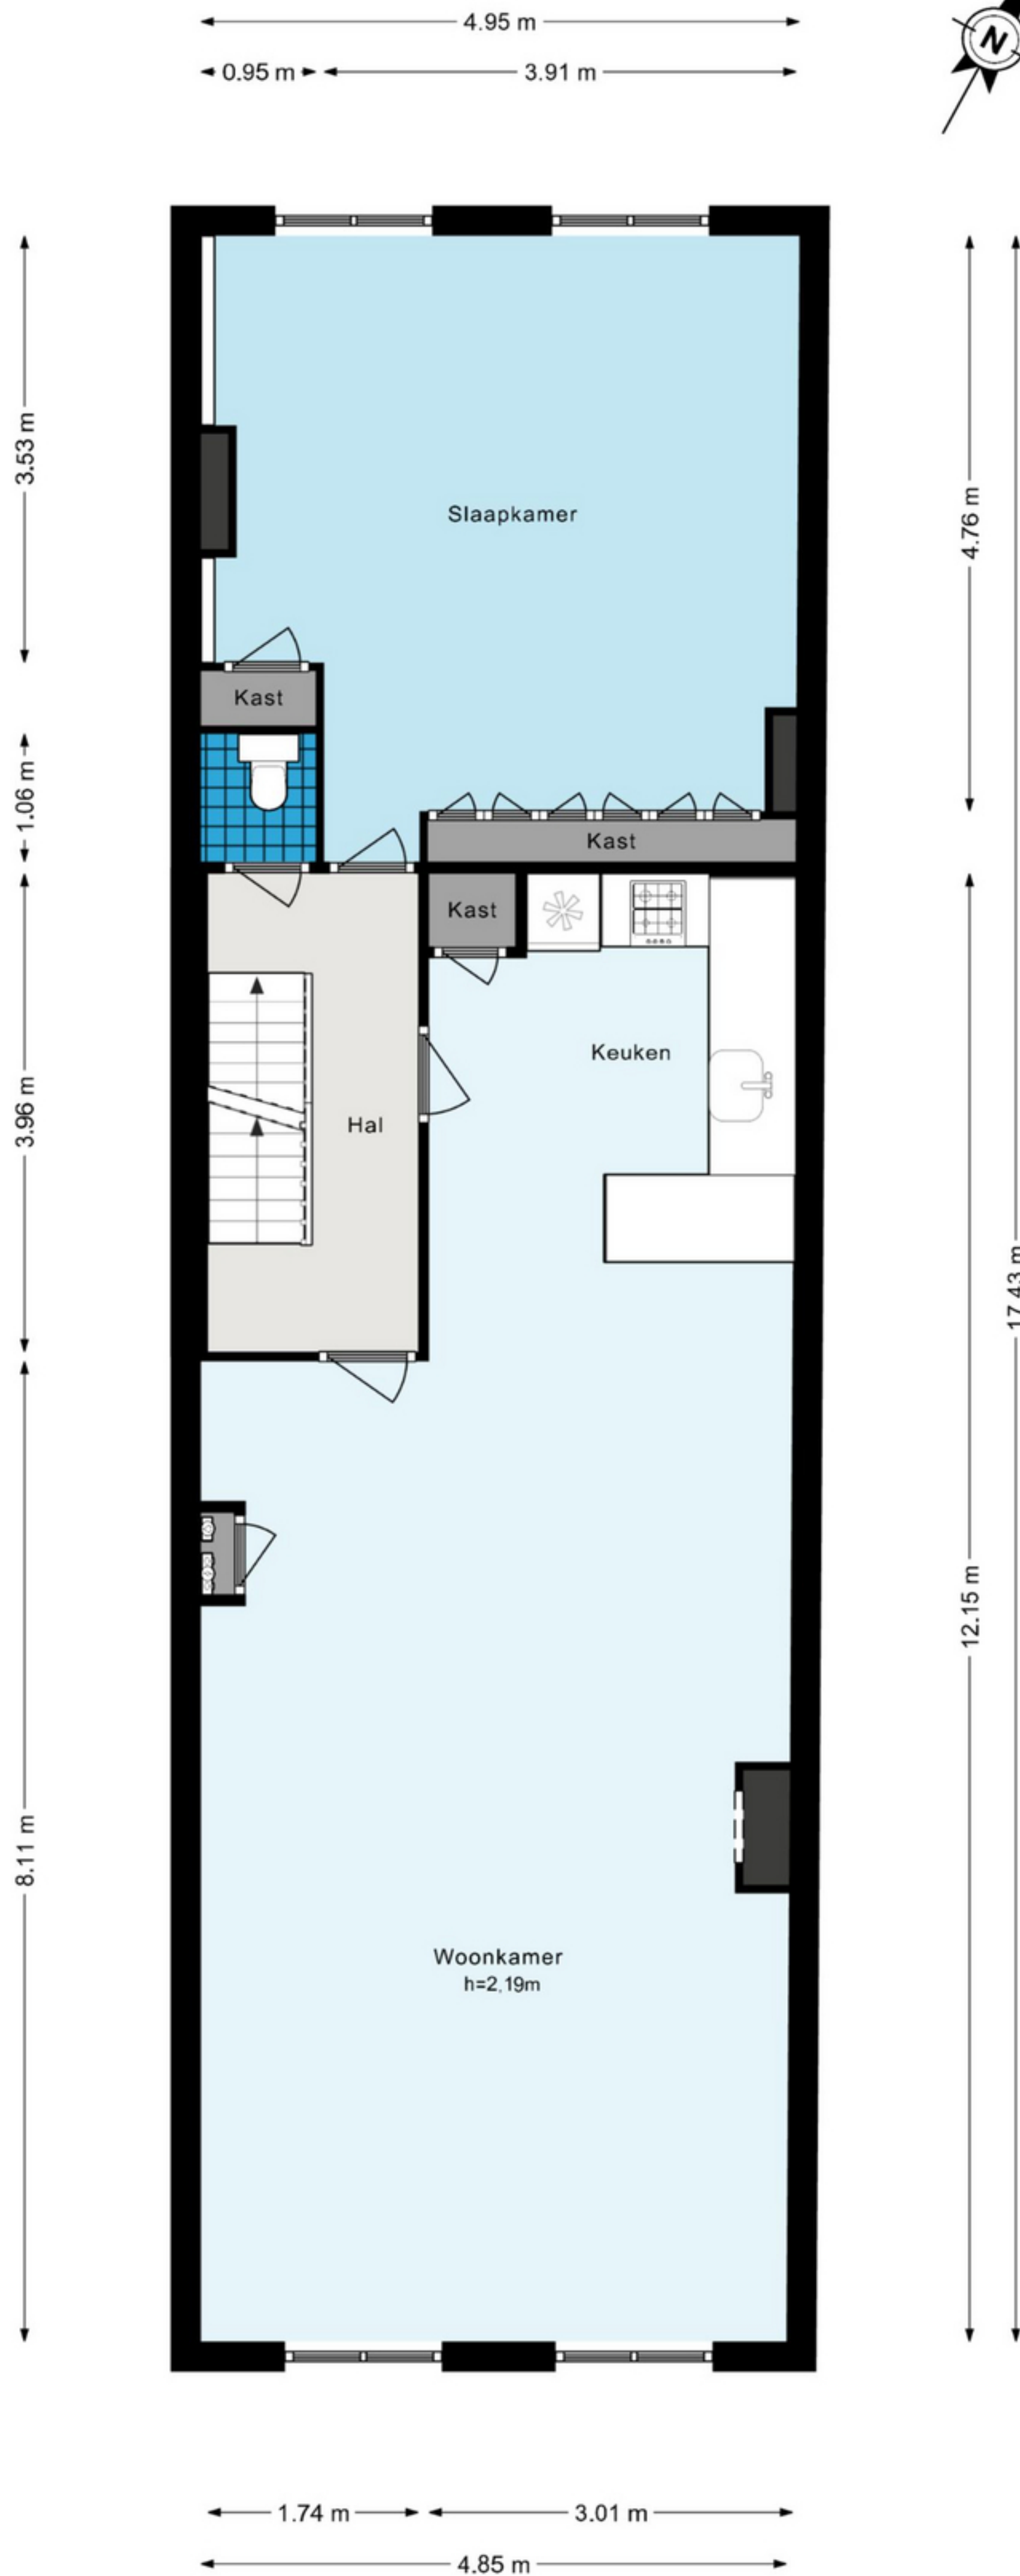 4.95 m
0.95 m
3.91 m
N
3.53 m
4.76 m
Slaapkamer
Kast
1.06 m
Kast
Kast
Keuken
3.96 m
Hal
17.43 m
12.15 m
8.11 m
Woonkamer
h=2,19m
1.74 m
3.01 m
4.85 m